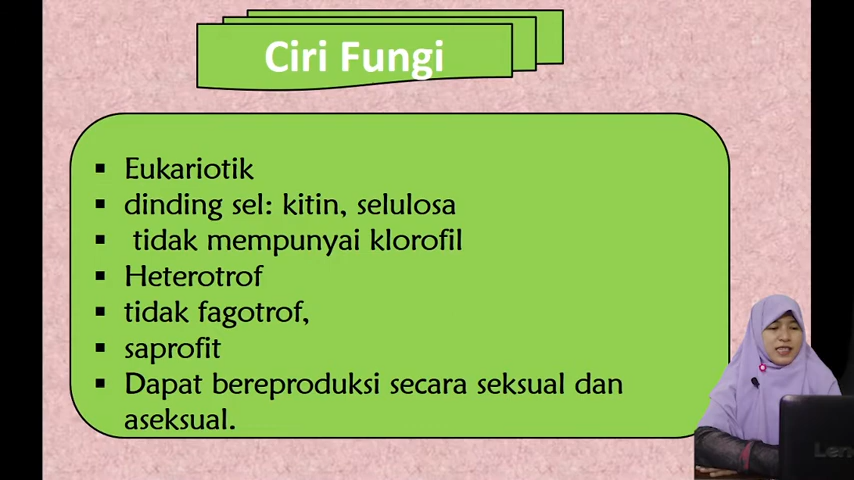 Ciri Fungi
▪ Eukariotik
▪ dinding sel: kitin, selulosa
▪ tidak mempunyai klorofil
▪ Heterotrof
▪ tidak fagotrof,
▪ saprofit
▪ Dapat bereproduksi secara seksual dan
aseksual.